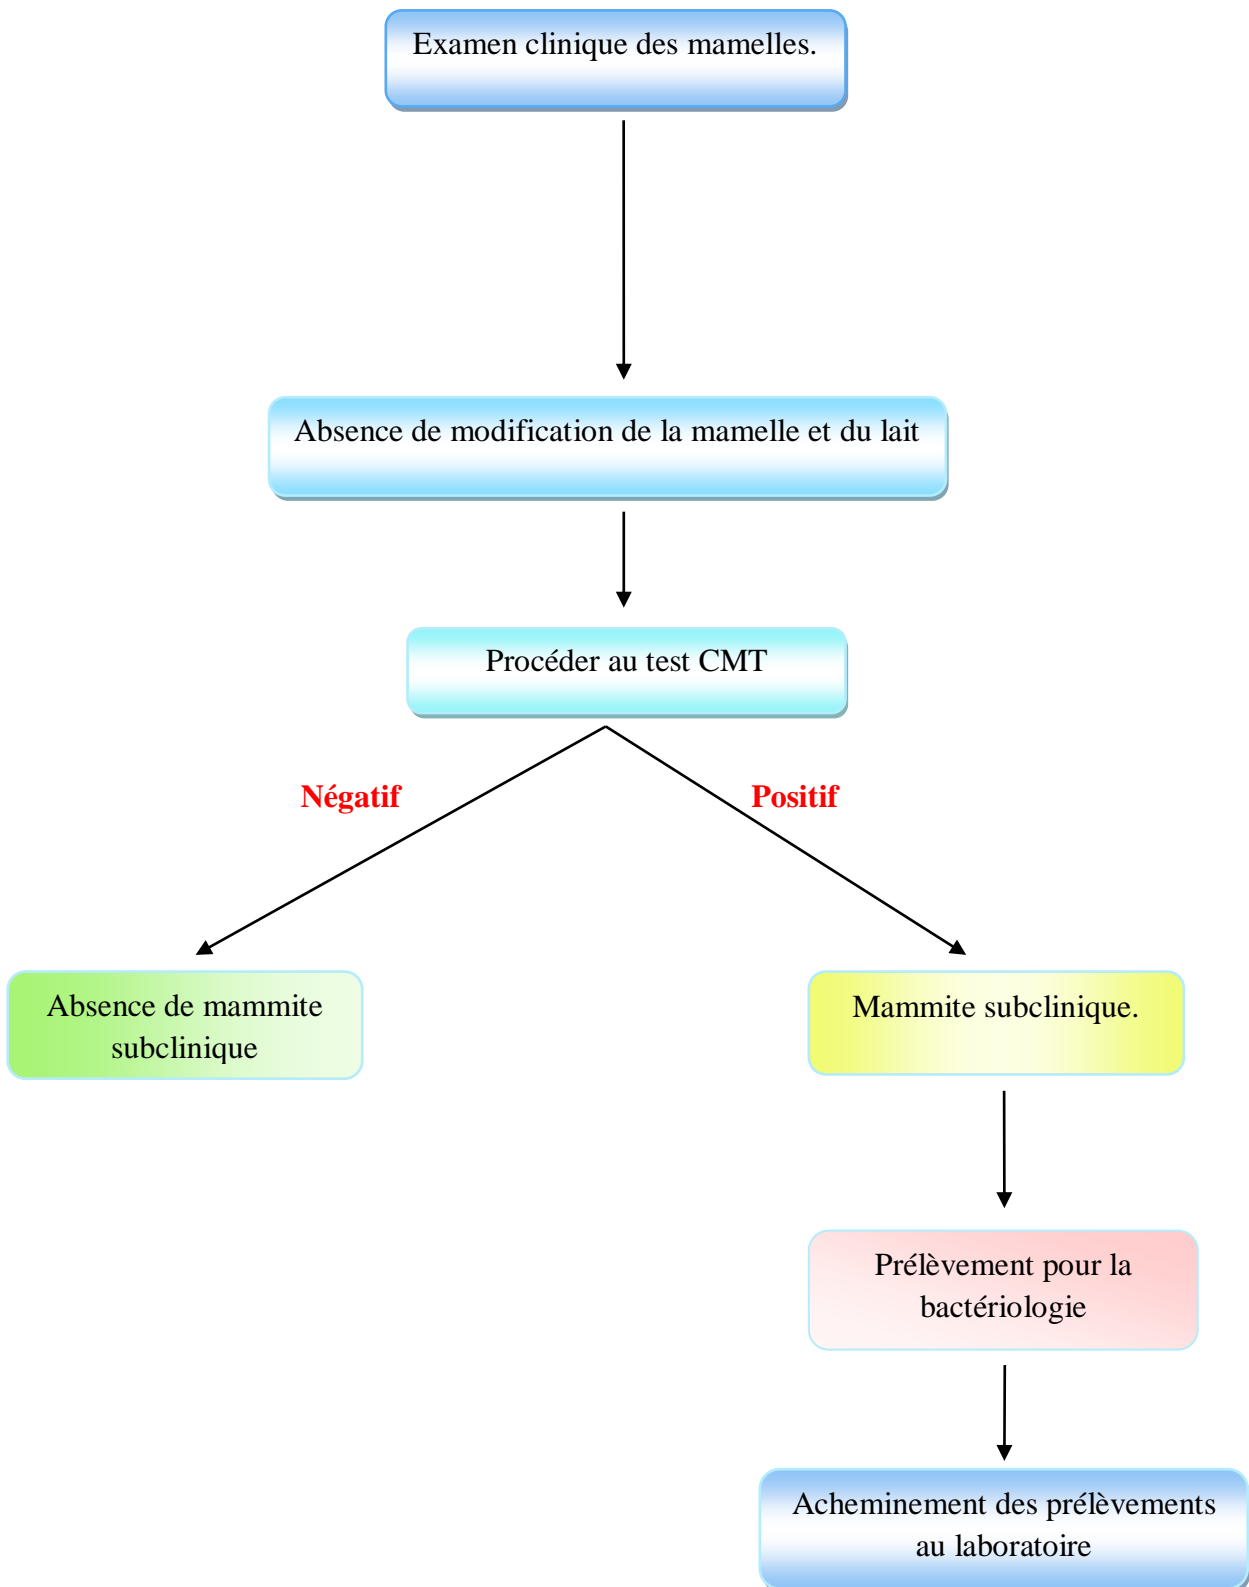 Examen clinique des mamelles.
Absence de modification de la mamelle et du lait
Procéder au test CMT
Négatif
Positif
Absence de mammite
subclinique
Mammite subclinique.
Prélèvement pour la
bactériologie
Acheminement des prélèvements
au laboratoire